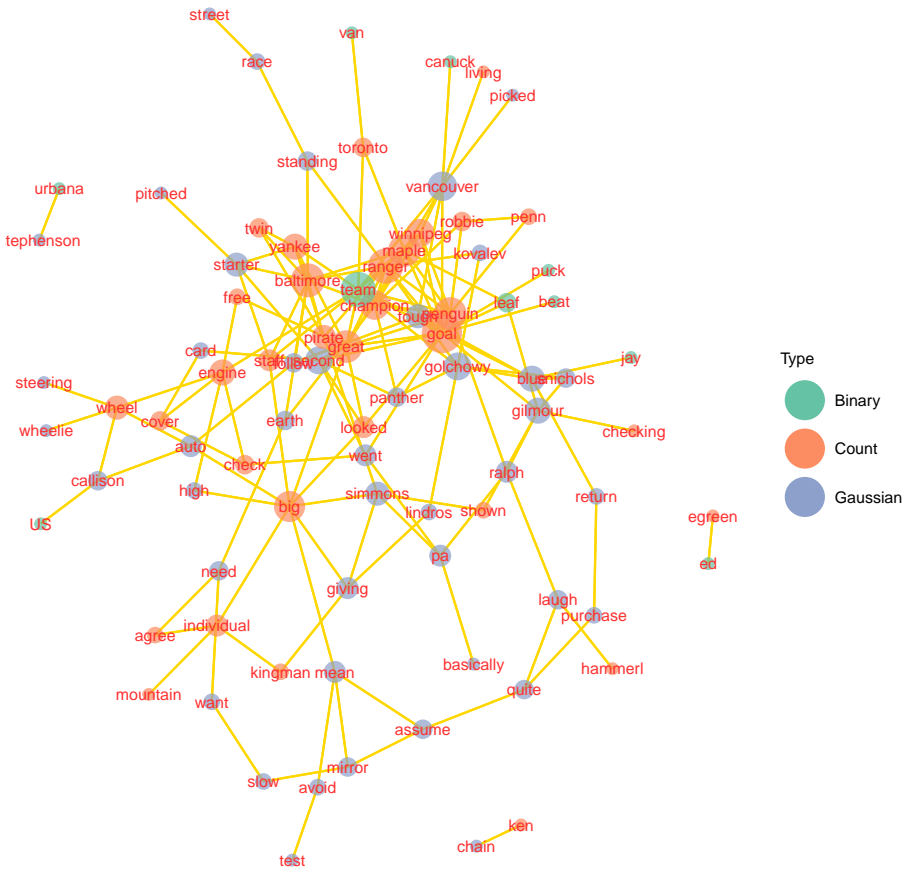 street
van
race
canuck
living
picked
toronto
standing
vancouver
urbana
pitched
tephenson
twin
yankee
winnipeg
robbie
penn
maple
kovalev
starter
ranger
puck
baltimore
team
free
champion
leaf
beat
penguin
tough
goal
pirate
great
card
staff
follow
second
golchowy
jay
steering
engine
blues
nichols
Type
Binary
Count
Gaussian
wheel
cover
earth
panther
gilmour
wheelie
looked
checking
auto
check
went
callison
ralph
high
simmons
return
big
lindros
shown
US
egreen
pa
ed
need
giving
laugh
purchase
agree
individual
basically
hammerl
kingman
mean
mountain
want
quite
assume
slow
mirror
avoid
ken
chain
test